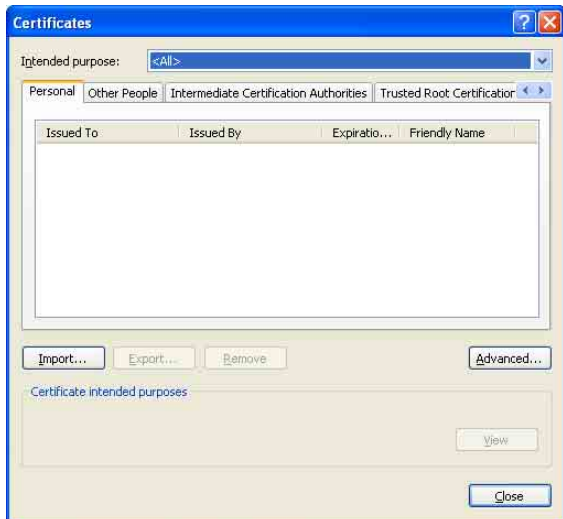 Certificates
Intended purpose: <All>
Personal Other People Intermediate Certification Authorities Trusted Root Certification
Issued To Issued By Expiratio... Friendly Name
Import... Export... Remove Advanced...
Certificate intended purposes
View
Close